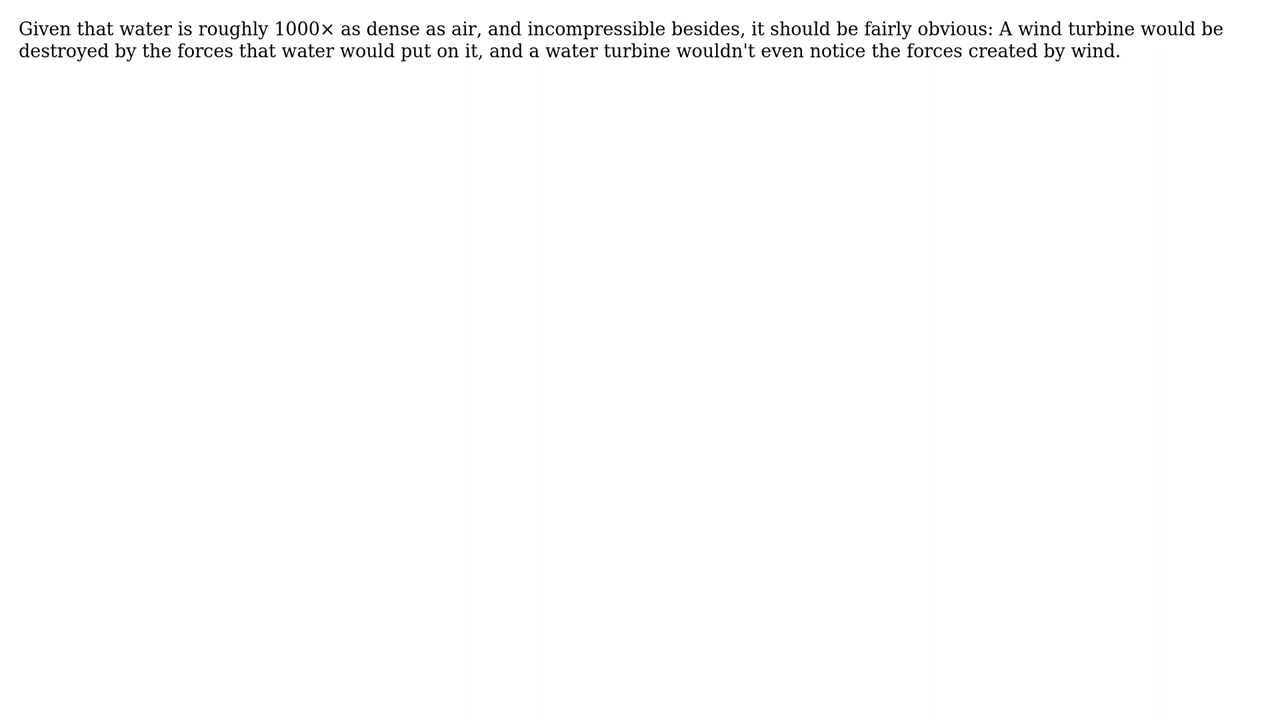 Given that water is roughly 1000× as dense as air, and incompressible besides, it should be fairly obvious: A wind turbine would be
destroyed by the forces that water would put on it, and a water turbine wouldn't even notice the forces created by wind.